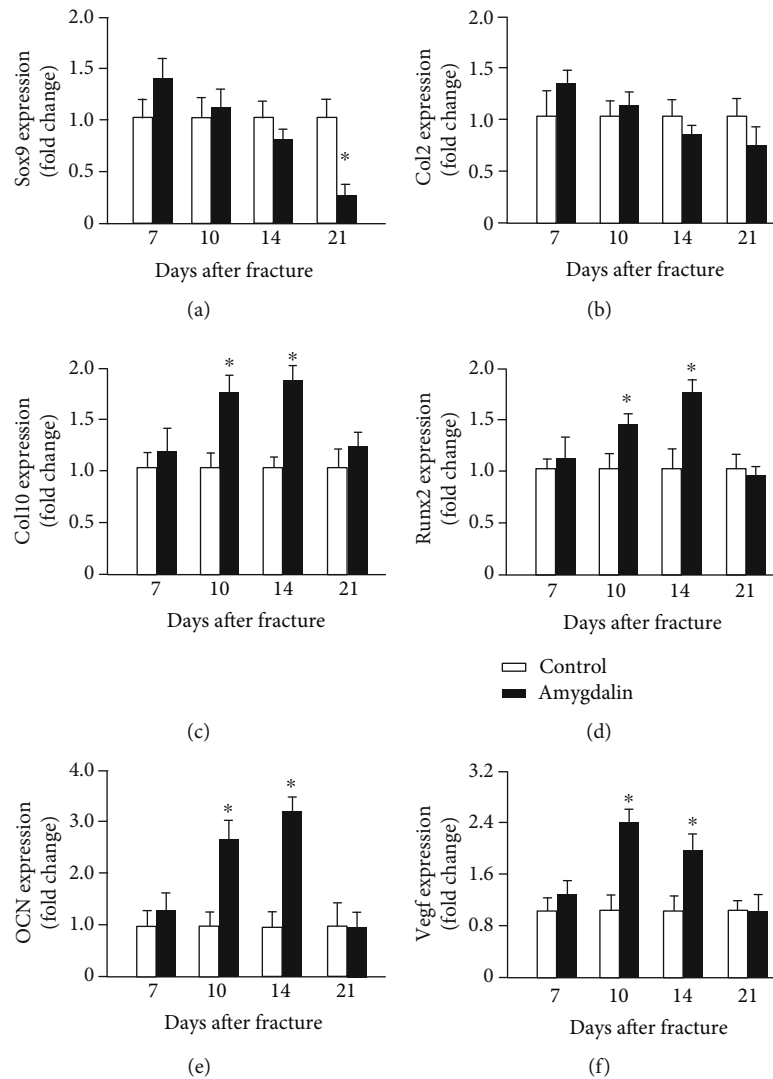 2.0
1.5
1.0
0.5
0
Sox9 expression
(fold change)
*
7 10 14 21
Days after fracture
(a)
2.0
1.5
1.0
0.5
0
Col2 expression
(fold change)
7 10 14 21
Days after fracture
(b)
2.0
1.5
1.0
0.5
0
Col10 expression
(fold change)
* *
7 10 14 21
Days after fracture
(c)
2.0
1.5
1.0
0.5
0
Runx2 expression
(fold change)
* *
7 10 14 21
Days after fracture
Control
Amygdalin
(d)
4.0
3.0
2.0
1.0
0
OCN expression
(fold change)
* *
7 10 14 21
Days after fracture
(e)
3.2
2.4
1.6
0.8
0
Vegf expression
(fold change)
* *
7 10 14 21
Days after fracture
(f)